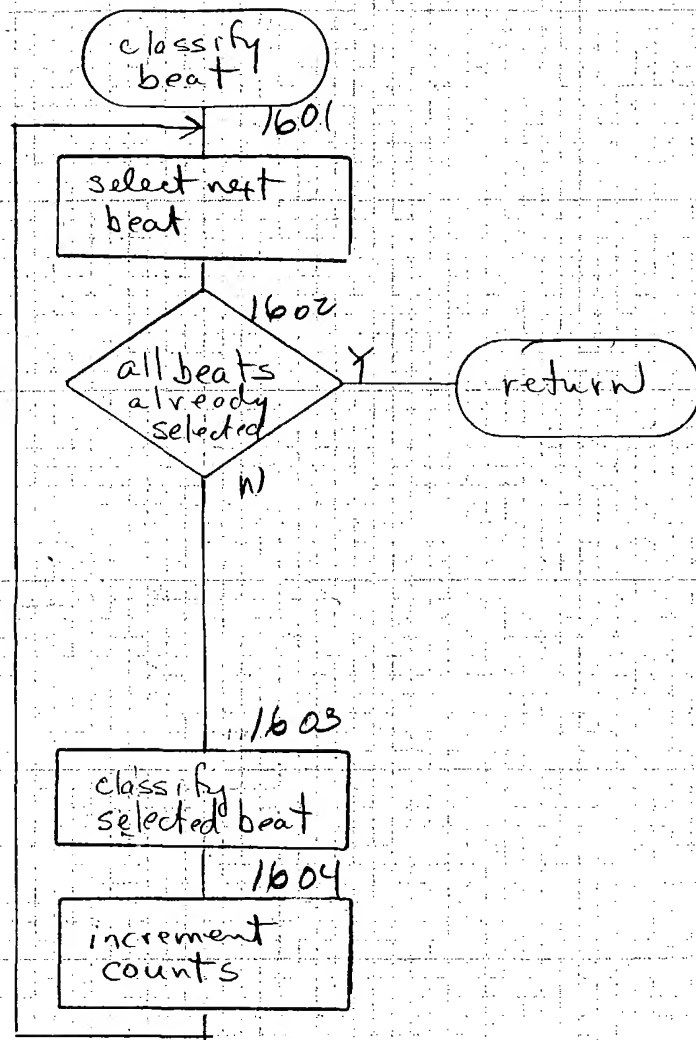 classify
beat
1601
select next
beat
1602
all beats
already
selected
Y
return
N
1603
classify
selected beat
1604
increment
counts